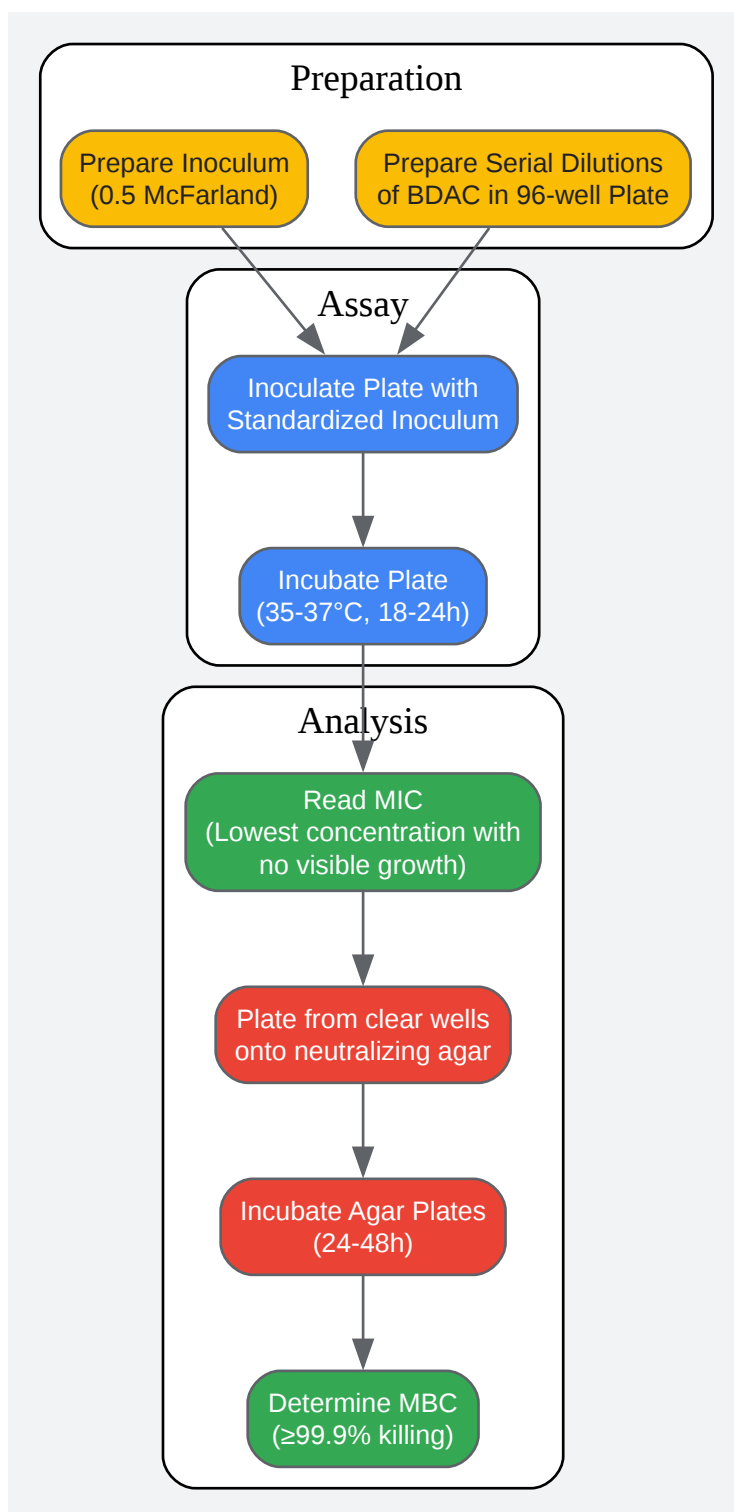 Preparation
Prepare Inoculum
(0.5 McFarland)
Prepare Serial Dilutions
of BDAC in 96-well Plate
Assay
Inoculate Plate with
Standardized Inoculum
Incubate Plate
(35-37°C, 18-24h)
Analysis
Read MIC
(Lowest concentration with
no visible growth)
Plate from clear wells
onto neutralizing agar
Incubate Agar Plates
(24-48h)
Determine MBC
(≥99.9% killing)